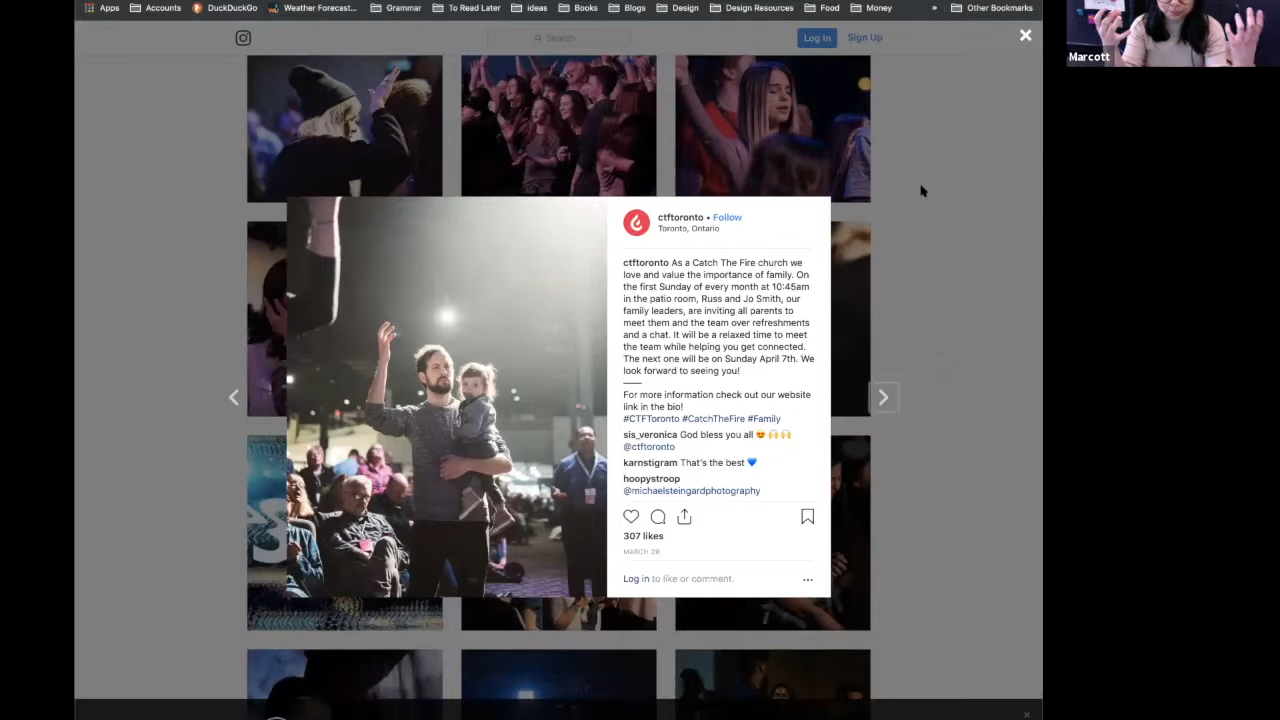 Apps Accounts DuckDuckGo Weather Forecast... Grammar To Read Later ideas Books Blogs Design Design Resources Food Money » Other Bookmarks
Search Log In Sign Up
Marcott
ctftoronto • Follow
Toronto, Ontario
ctftoronto As a Catch The Fire church we
love and value the importance of family. On
the first Sunday of every month at 10:45am
in the patio room, Russ and Jo Smith, our
family leaders, are inviting all parents to
meet them and the team over refreshments
and a chat. It will be a relaxed time to meet
the team while helping you get connected.
The next one will be on Sunday April 7th. We
look forward to seeing you!
For more information check out our website
link in the bio!
#CTFToronto #CatchTheFire #Family
sis_veronica God bless you all 😍 🙌 🙌
@ctftoronto
karnstigram That's the best 💙
hoopystroop
@michaelsteingardphotography
307 likes
MARCH 29
Log in to like or comment.